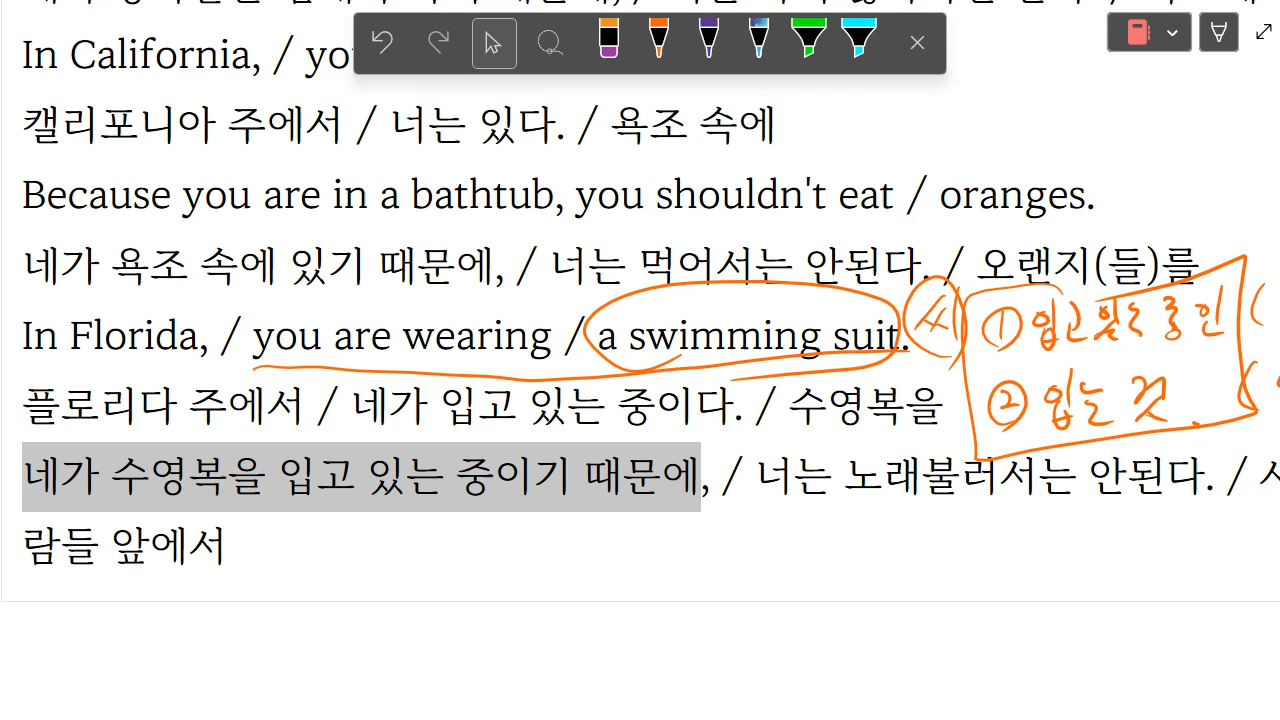 In California, / yo
캘리포니아 주에서 / 너는 있다. / 욕조 속에
Because you are in a bathtub, you shouldn't eat / oranges.
네가 욕조 속에 있기 때문에, / 너는 먹어서는 안된다. / 오랜지(들)를
In Florida, / you are wearing / a swimming suit.
① 입고 있는 중인
② 입는 것
플로리다 주에서 / 네가 입고 있는 중이다. / 수영복을
네가 수영복을 입고 있는 중이기 때문에, / 너는 노래불러서는 안된다. / 사
람들 앞에서